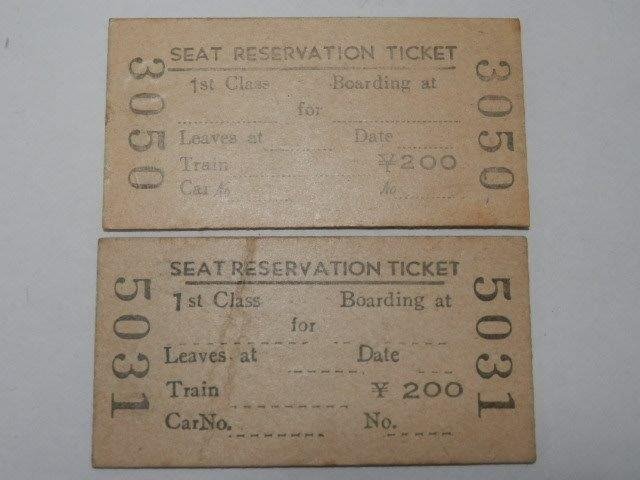 SEAT RESERVATION TICKET
1st Class Boarding at
for
Leaves at Date
Train ¥200
Car № No
3050
3050
SEAT RESERVATION TICKET
1st Class Boarding at
for
Leaves at Date
Train ¥ 200
CarNo. No.
5031
5031